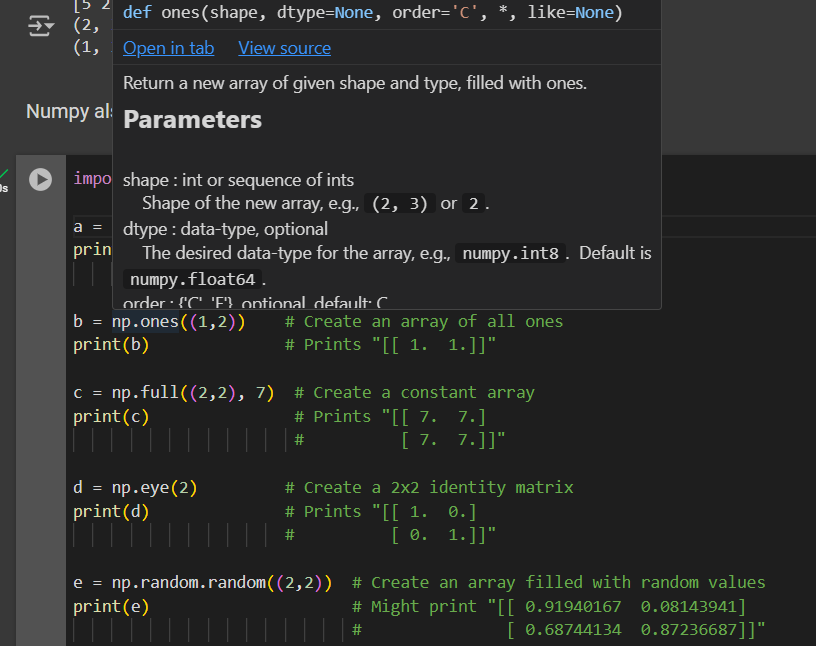 [5 2
(2,
(1,
def ones(shape, dtype=None, order='C', *, like=None)
Open in tab View source
Return a new array of given shape and type, filled with ones.
Numpy als
Parameters
0s
impo
shape : int or sequence of ints
Shape of the new array, e.g., (2, 3) or 2.
a =
dtype : data-type, optional
prin
The desired data-type for the array, e.g., numpy.int8. Default is
numpy.float64.
order : {'C', 'F'}, optional, default: C
b = np.ones((1,2)) # Create an array of all ones
print(b) # Prints "[[ 1. 1.]]"
c = np.full((2,2), 7) # Create a constant array
print(c) # Prints "[[ 7. 7.]
# [ 7. 7.]]"
d = np.eye(2) # Create a 2x2 identity matrix
print(d) # Prints "[[ 1. 0.]
# [ 0. 1.]]"
e = np.random.random((2,2)) # Create an array filled with random values
print(e) # Might print "[[ 0.91940167 0.08143941]
# [ 0.68744134 0.87236687]]"